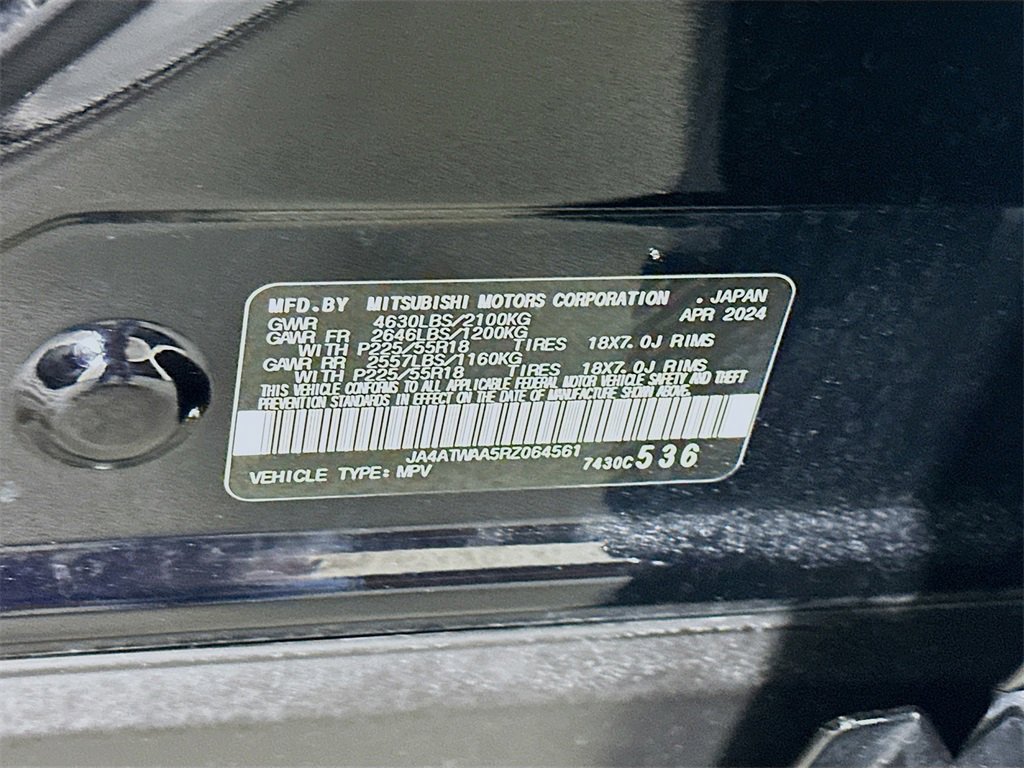 MFD.BY MITSUBISHI MOTORS CORPORATION . JAPAN
GWR 4630LBS/2100KG APR 2024
GAWR FR 2646LBS/1200KG
WITH P225/55R18 TIRES 18X7.0J RIMS
GAWR RR 2557LBS/1160KG
WITH P225/55R18 TIRES 18X7.0J RIMS
THIS VEHICLE CONFORMS TO ALL APPLICABLE FEDERAL MOTOR VEHICLE SAFETY AND THEFT
PREVENTION STANDARDS IN EFFECT ON THE DATE OF MANUFACTURE SHOWN ABOVE.
JA4ATWAA5RZ064561
VEHICLE TYPE: MPV 7430C536